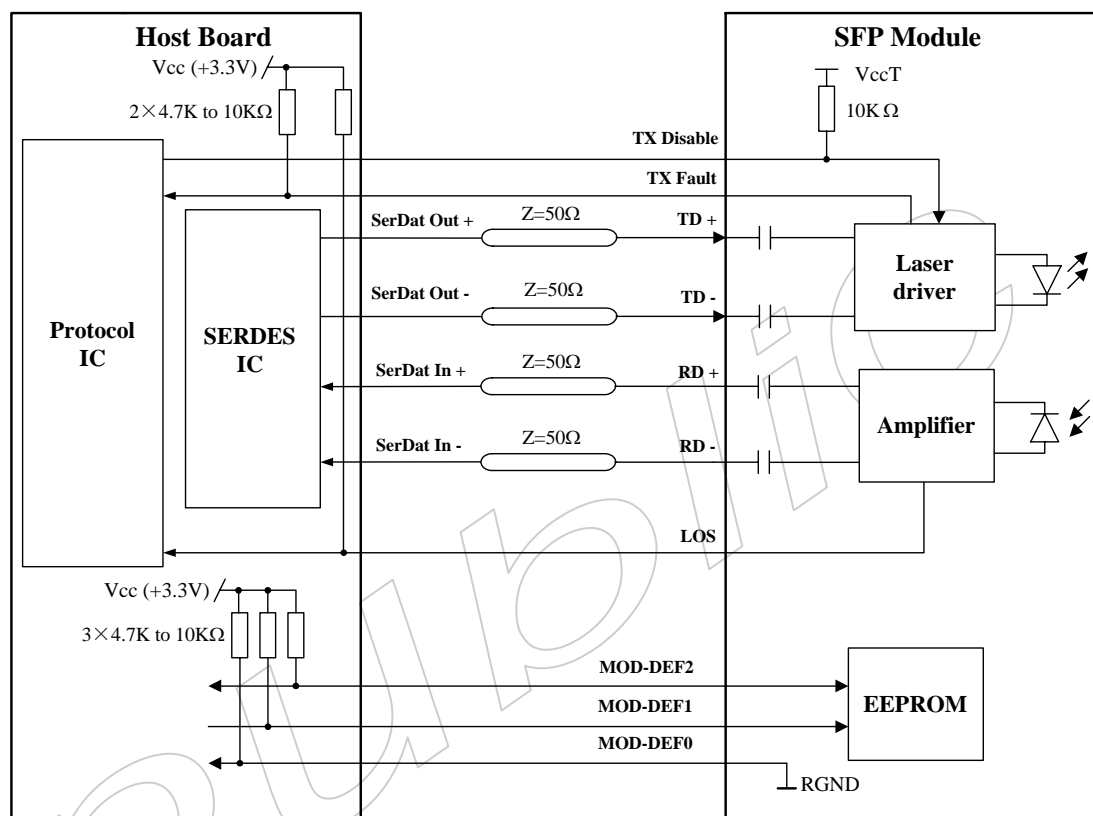 Host Board
SFP Module
Vcc (+3.3V)
VccT
2×4.7K to 10KΩ
10K Ω
TX Disable
TX Fault
SerDat Out +
Z=50Ω
TD +
Laser
driver
SerDat Out -
Z=50Ω
TD -
Protocol
IC
SERDES
IC
SerDat In +
Z=50Ω
RD +
Amplifier
SerDat In -
Z=50Ω
RD -
LOS
Vcc (+3.3V)
3×4.7K to 10KΩ
MOD-DEF2
EEPROM
MOD-DEF1
MOD-DEF0
RGND
public